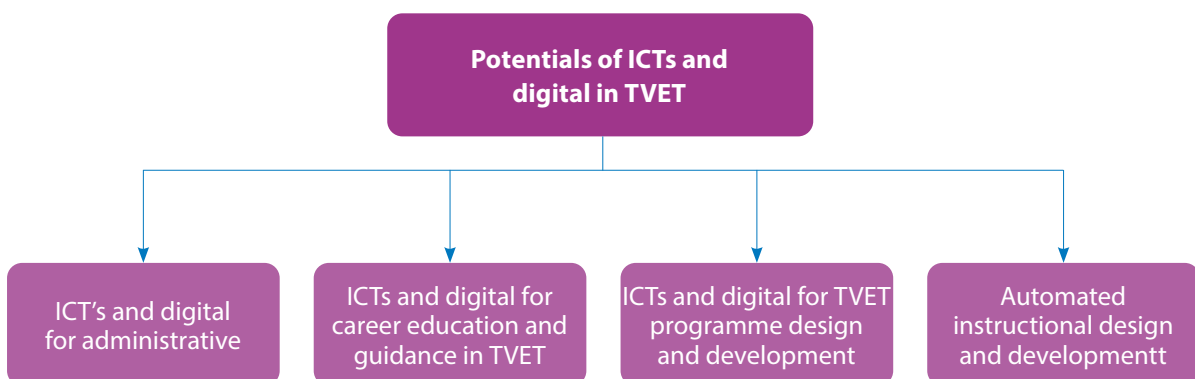 Potentials of ICTs and
digital in TVET
ICT’s and digital
for administrative
ICTs and digital for
career education and
guidance in TVET
ICTs and digital for TVET
programme design
and development
Automated
instructional design
and developmentt